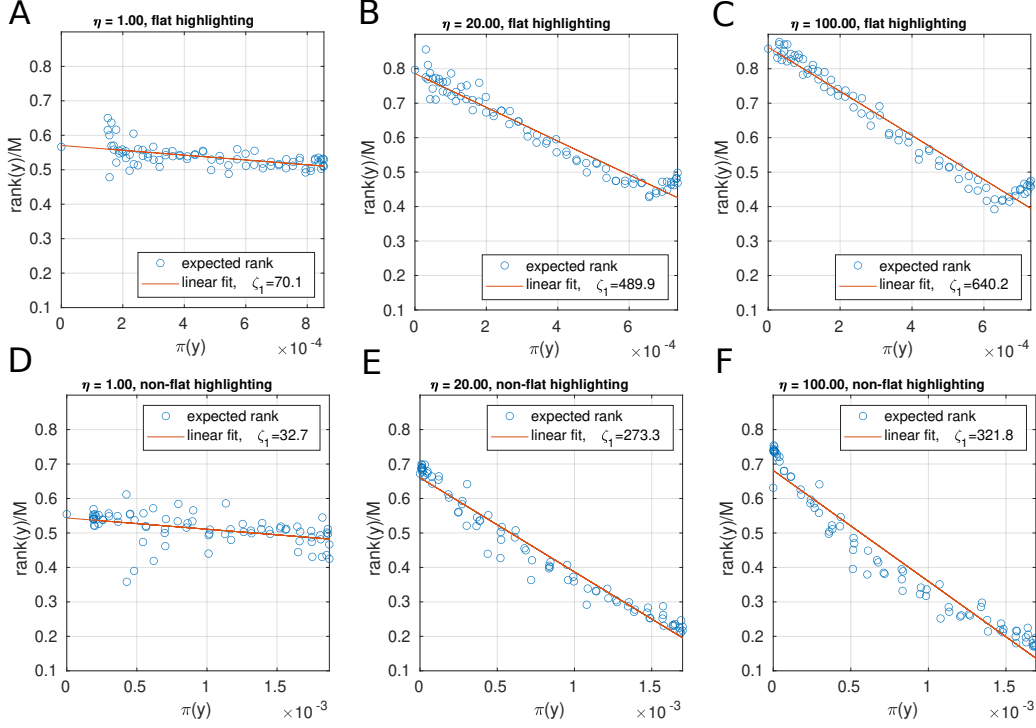 A
η = 1.00, flat highlighting
rank(y)/M
0.8
0.7
0.6
0.5
0.4
0.3
0.2
0.1
expected rank
linear fit, ζ1=70.1
0
2
4
6
8
π(y)
×10 -4
B
η = 20.00, flat highlighting
rank(y)/M
0.8
0.7
0.6
0.5
0.4
0.3
0.2
0.1
expected rank
linear fit, ζ1=489.9
0
2
4
6
π(y)
×10 -4
C
η = 100.00, flat highlighting
rank(y)/M
0.8
0.7
0.6
0.5
0.4
0.3
0.2
0.1
expected rank
linear fit, ζ1=640.2
0
2
4
6
π(y)
×10 -4
D
η = 1.00, non-flat highlighting
rank(y)/M
0.8
0.7
0.6
0.5
0.4
0.3
0.2
0.1
expected rank
linear fit, ζ1=32.7
0
0.5
1
1.5
π(y)
×10 -3
E
η = 20.00, non-flat highlighting
rank(y)/M
0.8
0.7
0.6
0.5
0.4
0.3
0.2
0.1
expected rank
linear fit, ζ1=273.3
0
0.5
1
1.5
π(y)
×10 -3
F
η = 100.00, non-flat highlighting
rank(y)/M
0.8
0.7
0.6
0.5
0.4
0.3
0.2
0.1
expected rank
linear fit, ζ1=321.8
0
0.5
1
1.5
π(y)
×10 -3